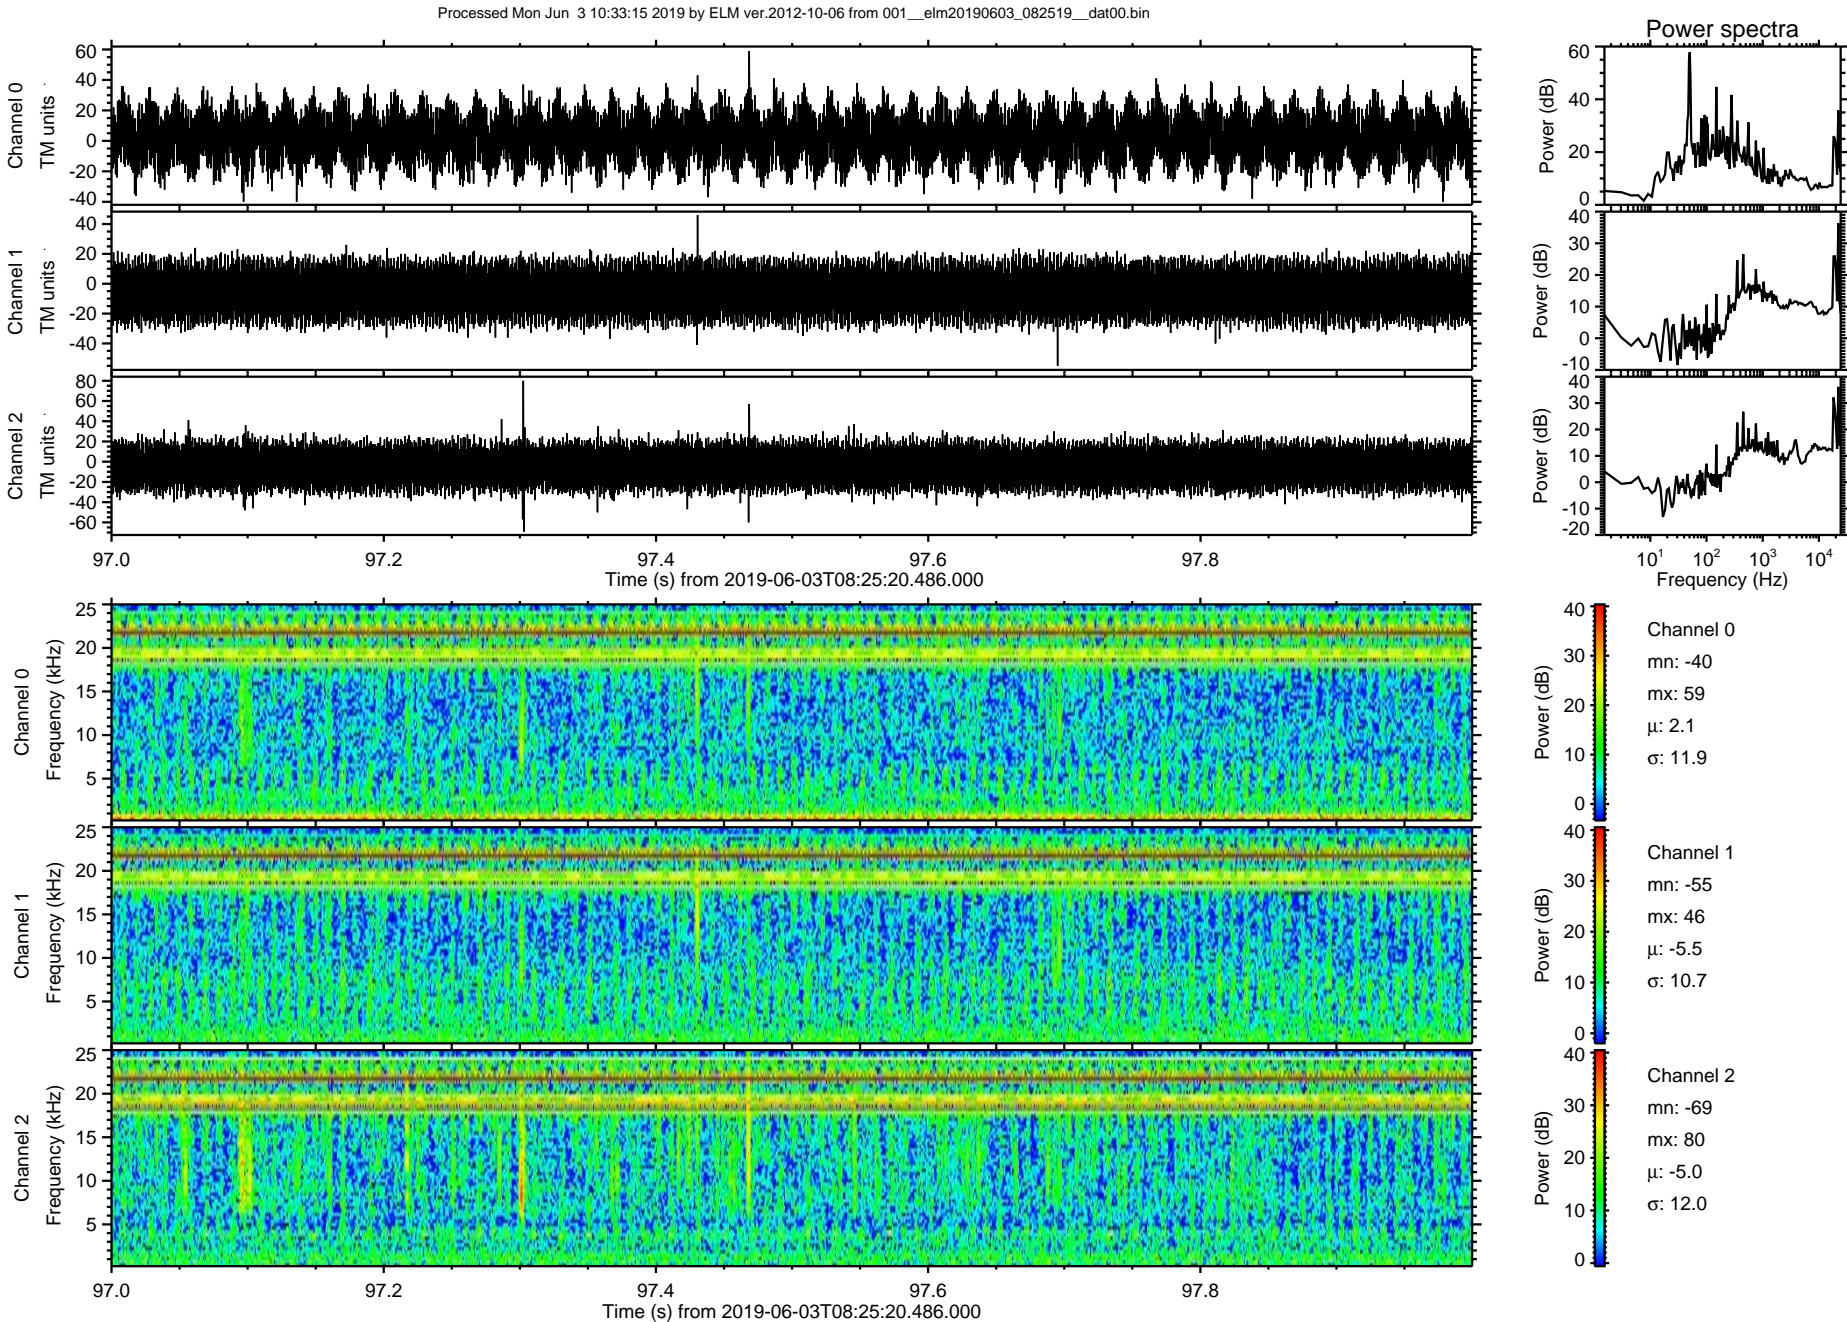 Processed Mon Jun 3 10:33:15 2019 by ELM ver.2012-10-06 from 001__elm20190603_082519__dat00.bin
Power spectra
Channel 0
TM units
60
40
20
0
-20
-40
Power (dB)
60
40
20
0
Channel 1
TM units
40
20
0
-20
-40
Power (dB)
40
30
20
10
0
-10
Channel 2
TM units
80
60
40
20
0
-20
-40
-60
Power (dB)
40
30
20
10
0
-10
-20
97.0 97.2 97.4 97.6 97.8
Time (s) from 2019-06-03T08:25:20.486.000
10¹ 10² 10³ 10⁴
Frequency (Hz)
Channel 0
Frequency (kHz)
25
20
15
10
5
Power (dB)
40
30
20
10
0
Channel 0
mn: -40
mx: 59
μ: 2.1
σ: 11.9
Channel 1
Frequency (kHz)
25
20
15
10
5
Power (dB)
40
30
20
10
0
Channel 1
mn: -55
mx: 46
μ: -5.5
σ: 10.7
Channel 2
Frequency (kHz)
25
20
15
10
5
Power (dB)
40
30
20
10
0
Channel 2
mn: -69
mx: 80
μ: -5.0
σ: 12.0
97.0 97.2 97.4 97.6 97.8
Time (s) from 2019-06-03T08:25:20.486.000